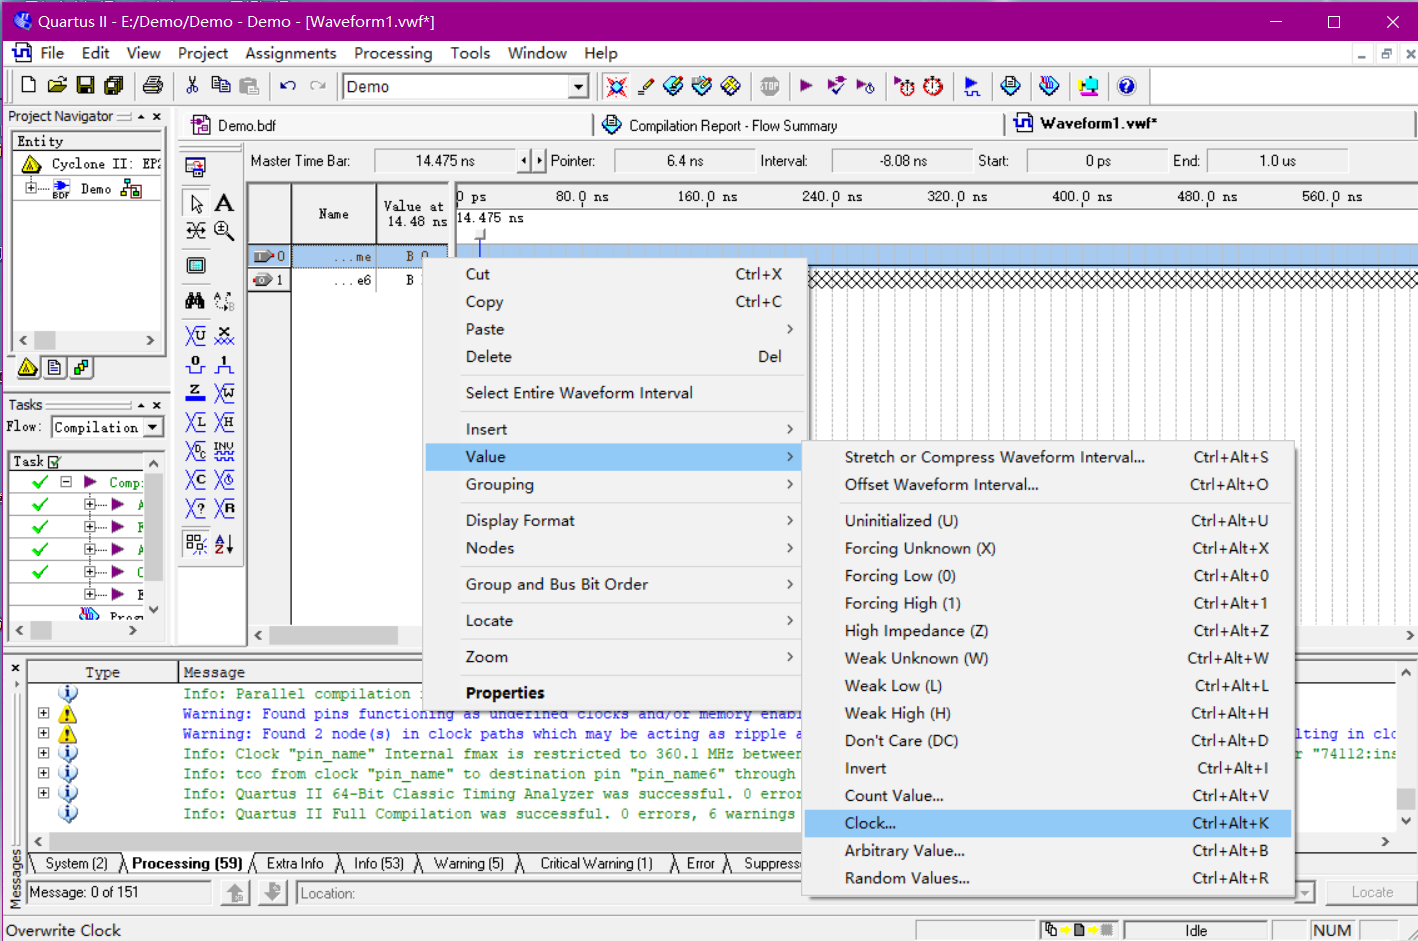 Quartus II - E:/Demo/Demo - Demo - [Waveform1.vwf*]
File Edit View Project Assignments Processing Tools Window Help
Demo
Project Navigator
Entity
Cyclone II: EP2
Demo
Demo.bdf
Compilation Report - Flow Summary
Waveform1.vwf*
Master Time Bar: 14.475 ns Pointer: 6.4 ns Interval: -8.08 ns Start: 0 ps End: 1.0 us
Name
Value at
14.48 ns
0 ps 80.0 ns 160.0 ns 240.0 ns 320.0 ns 400.0 ns 480.0 ns 560.0 ns
14.475 ns
0 ...me B 0
1 ...e6 B
Tasks
Flow: Compilation
Task
Comp:
Cut Ctrl+X
Copy Ctrl+C
Paste
Delete Del
Select Entire Waveform Interval
Insert
Value
Grouping
Display Format
Nodes
Group and Bus Bit Order
Locate
Zoom
Properties
Stretch or Compress Waveform Interval... Ctrl+Alt+S
Offset Waveform Interval... Ctrl+Alt+O
Uninitialized (U) Ctrl+Alt+U
Forcing Unknown (X) Ctrl+Alt+X
Forcing Low (0) Ctrl+Alt+0
Forcing High (1) Ctrl+Alt+1
High Impedance (Z) Ctrl+Alt+Z
Weak Unknown (W) Ctrl+Alt+W
Weak Low (L) Ctrl+Alt+L
Weak High (H) Ctrl+Alt+H
Don't Care (DC) Ctrl+Alt+D
Invert Ctrl+Alt+I
Count Value... Ctrl+Alt+V
Clock... Ctrl+Alt+K
Arbitrary Value... Ctrl+Alt+B
Random Values... Ctrl+Alt+R
Type Message
Info: Parallel compilation
Warning: Found pins functioning as undefined clocks and/or memory enab
Warning: Found 2 node(s) in clock paths which may be acting as ripple a lting in clo
Info: Clock "pin_name" Internal fmax is restricted to 360.1 MHz between r "74112:ins
Info: tco from clock "pin_name" to destination pin "pin_name6" through
Info: Quartus II 64-Bit Classic Timing Analyzer was successful. 0 error
Info: Quartus II Full Compilation was successful. 0 errors, 6 warnings
System (2) Processing (59) Extra Info Info (53) Warning (5) Critical Warning (1) Error Suppress
Messages
Message: 0 of 151
Location:
Locate
Overwrite Clock
Idle
NUM